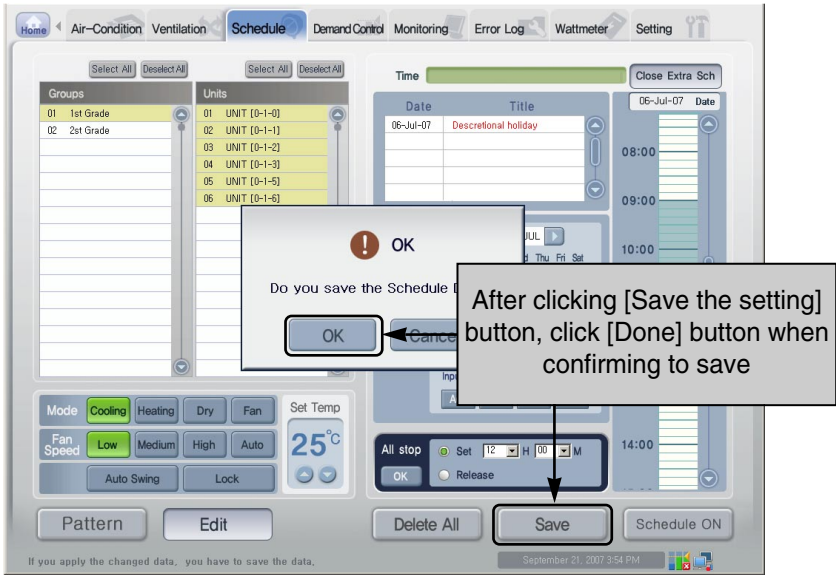 Home Air-Condition Ventilation Schedule Demand Control Monitoring Error Log Wattmeter Setting
Select All Deselect All Select All Deselect All
Groups Units
01 1st Grade
02 2st Grade
01 UNIT [0-1-0]
02 UNIT [0-1-1]
03 UNIT [0-1-2]
04 UNIT [0-1-3]
05 UNIT [0-1-5]
06 UNIT [0-1-6]
Time
Close Extra Sch
Date Title
06-Jul-07 Descretional holiday
06-Jul-07 Date
08:00
09:00
10:00
14:00
JUL
Thu Fri Sat
OK
Do you save the Schedule
OK
After clicking [Save the setting]
button, click [Done] button when
confirming to save
Mode Cooling Heating Dry Fan
Fan Speed Low Medium High Auto
Auto Swing Lock
Set Temp
25°C
All stop Set 12 H 00 M
OK Release
Pattern Edit Delete All Save Schedule ON
If you apply the changed data, you have to save the data.
September 21, 2007 3:54 PM